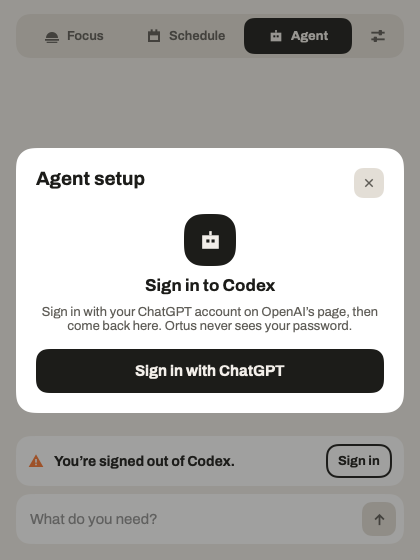 Focus
Schedule
Agent
Agent setup
Sign in to Codex
Sign in with your ChatGPT account on OpenAI’s page, then
come back here. Ortus never sees your password.
Sign in with ChatGPT
You’re signed out of Codex.
Sign in
What do you need?